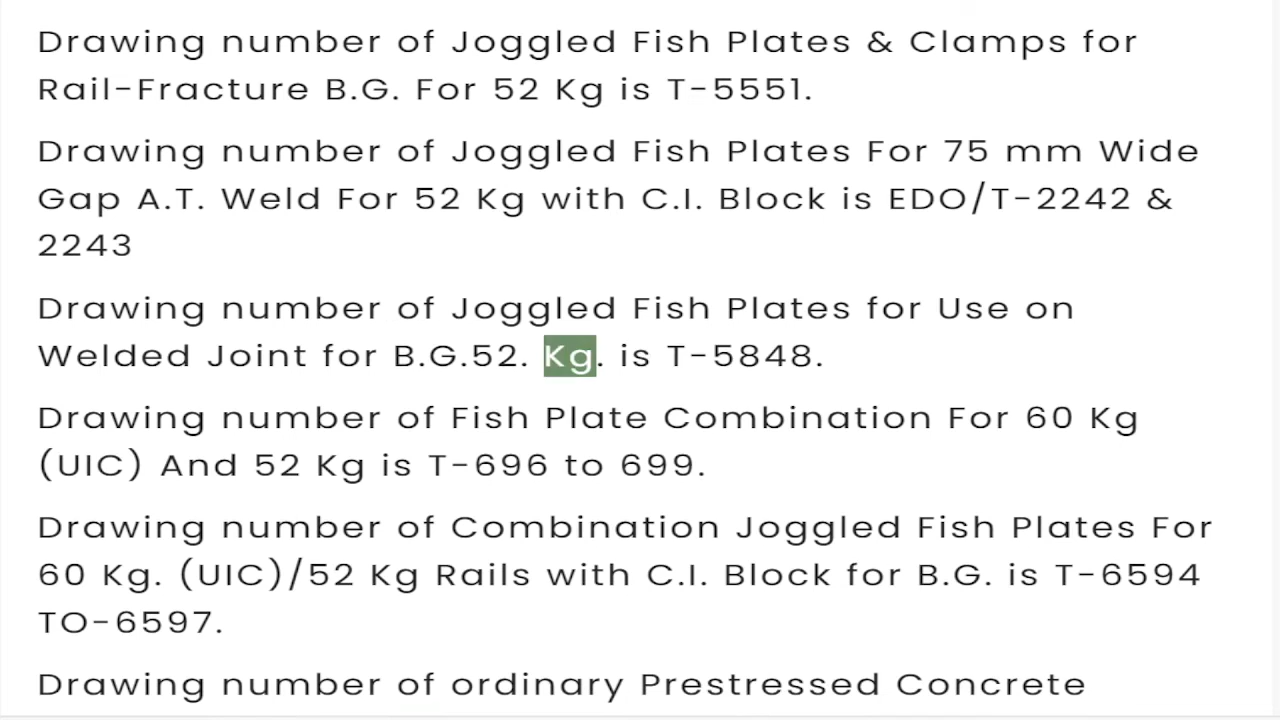 Drawing number of Joggled Fish Plates & Clamps for
Rail-Fracture B.G. For 52 Kg is T-5551.
Drawing number of Joggled Fish Plates For 75 mm Wide
Gap A.T. Weld For 52 Kg with C.I. Block is EDO/T-2242 &
2243
Drawing number of Joggled Fish Plates for Use on
Welded Joint for B.G.52. Kg. is T-5848.
Drawing number of Fish Plate Combination For 60 Kg
(UIC) And 52 Kg is T-696 to 699.
Drawing number of Combination Joggled Fish Plates For
60 Kg. (UIC)/52 Kg Rails with C.I. Block for B.G. is T-6594
TO-6597.
Drawing number of ordinary Prestressed Concrete